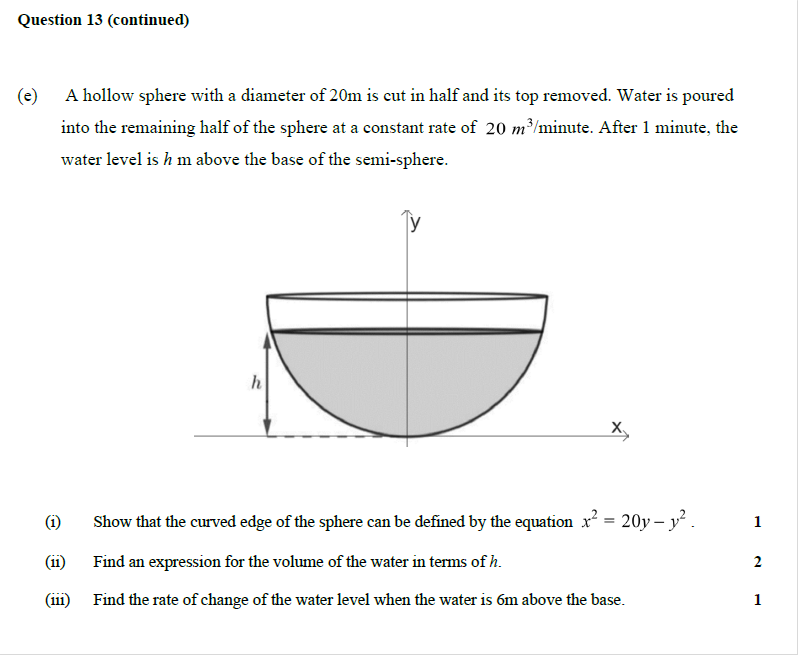 Question 13 (continued)
(e) A hollow sphere with a diameter of 20m is cut in half and its top removed. Water is poured
into the remaining half of the sphere at a constant rate of 20 m³/minute. After 1 minute, the
water level is h m above the base of the semi-sphere.
y
h
X
(i) Show that the curved edge of the sphere can be defined by the equation x² = 20y – y². 1
(ii) Find an expression for the volume of the water in terms of h. 2
(iii) Find the rate of change of the water level when the water is 6m above the base. 1